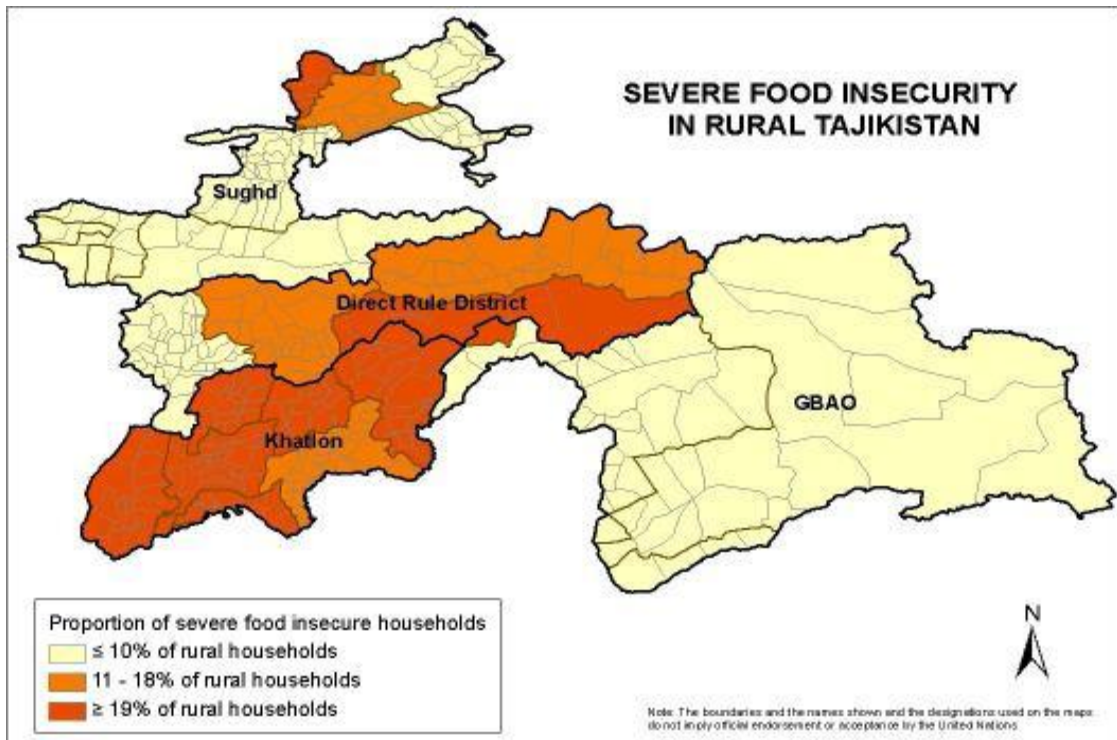 SEVERE FOOD INSECURITY
IN RURAL TAJIKISTAN
Sughd
Direct Rule District
GBAO
Khatlon
Proportion of severe food insecure households
≤ 10% of rural households
11 - 18% of rural households
≥ 19% of rural households
N
Note: The boundaries and the names shown and the designations used on the maps
do not imply official endorsement or acceptance by the United Nations